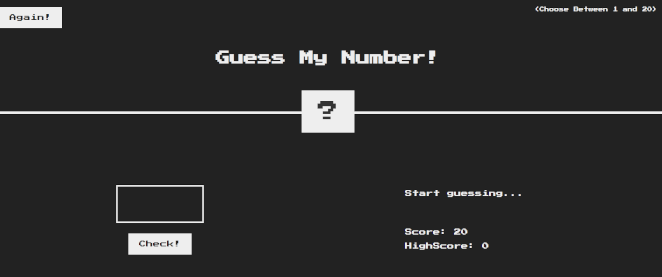 Again!
(Choose Between 1 and 20)
Guess My Number!
?
Start guessing...
Check!
Score: 20
HighScore: 0